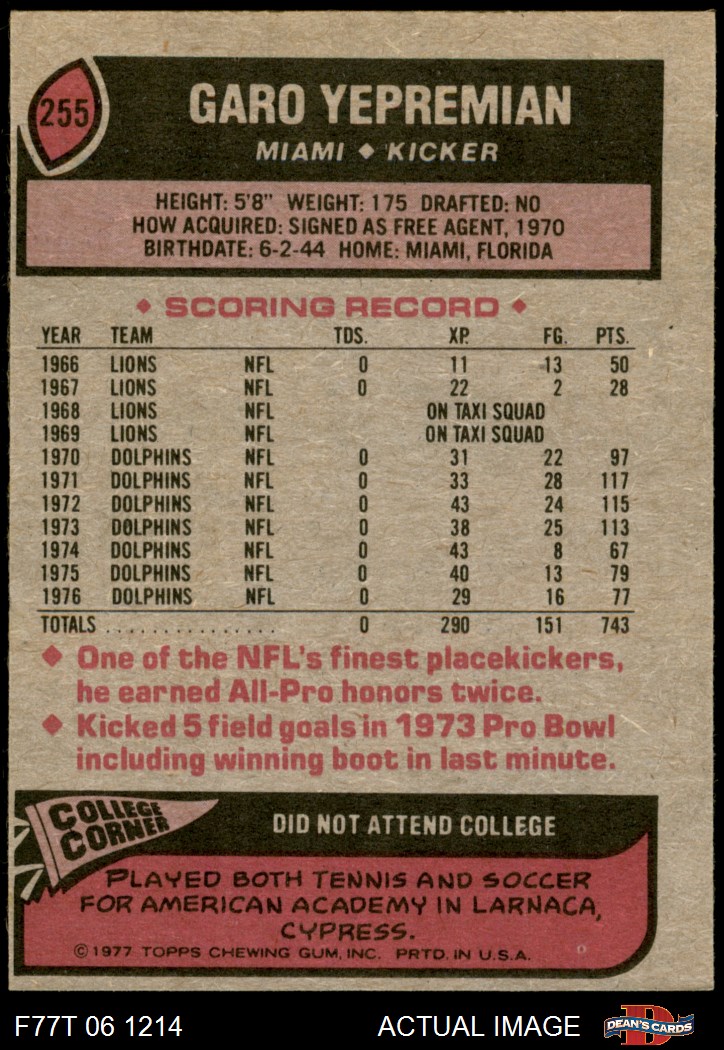 255
GARO YEPREMIAN
MIAMI ◆ KICKER
HEIGHT: 5'8" WEIGHT: 175 DRAFTED: NO
HOW ACQUIRED: SIGNED AS FREE AGENT, 1970
BIRTHDATE: 6-2-44 HOME: MIAMI, FLORIDA
◆ SCORING RECORD ◆
YEAR TEAM TDS. XP. FG. PTS.
1966 LIONS NFL 0 11 13 50
1967 LIONS NFL 0 22 2 28
1968 LIONS NFL ON TAXI SQUAD
1969 LIONS NFL ON TAXI SQUAD
1970 DOLPHINS NFL 0 31 22 97
1971 DOLPHINS NFL 0 33 28 117
1972 DOLPHINS NFL 0 43 24 115
1973 DOLPHINS NFL 0 38 25 113
1974 DOLPHINS NFL 0 43 8 67
1975 DOLPHINS NFL 0 40 13 79
1976 DOLPHINS NFL 0 29 16 77
TOTALS ................ 0 290 151 743
◆ One of the NFL's finest placekickers,
he earned All-Pro honors twice.
◆ Kicked 5 field goals in 1973 Pro Bowl
including winning boot in last minute.
COLLEGE
CORNER
DID NOT ATTEND COLLEGE
PLAYED BOTH TENNIS AND SOCCER
FOR AMERICAN ACADEMY IN LARNACA,
CYPRESS.
© 1977 TOPPS CHEWING GUM, INC. PRTD. IN U.S.A.
F77T 06 1214 ACTUAL IMAGE
D
DEAN'S CARDS